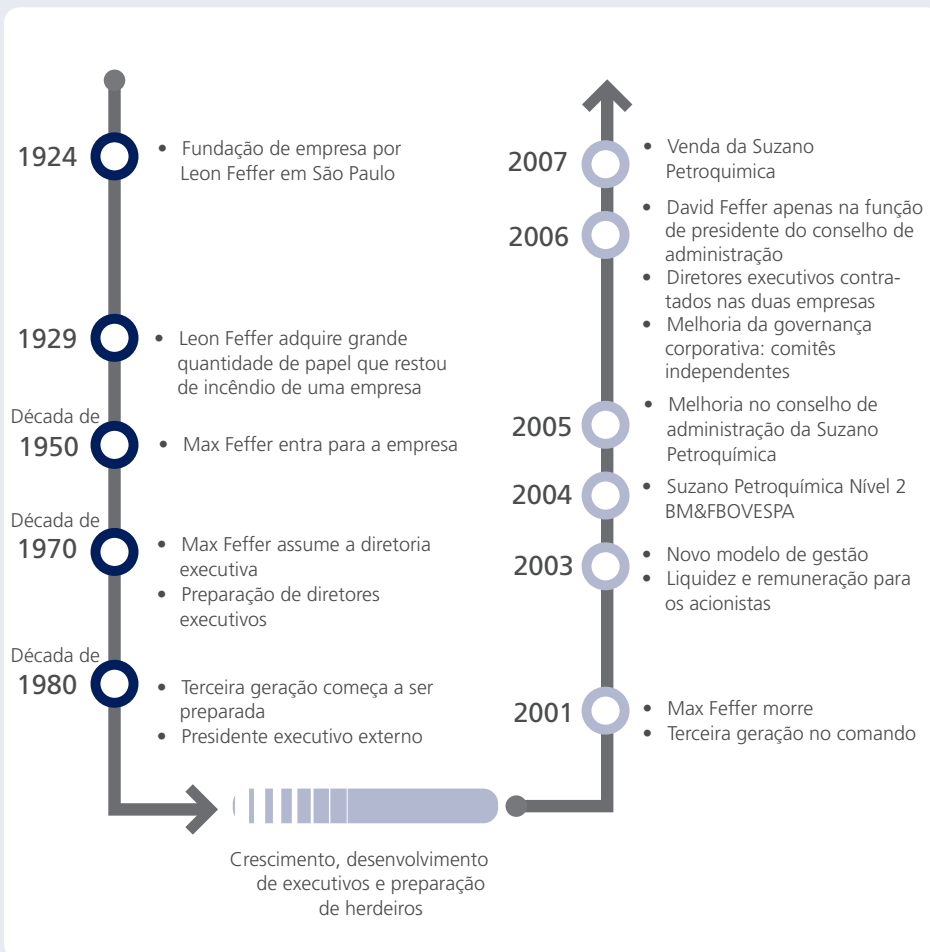 1924
• Fundação de empresa por
Leon Feffer em São Paulo
1929
• Leon Feffer adquire grande
quantidade de papel que restou
de incêndio de uma empresa
Década de
1950
• Max Feffer entra para a empresa
Década de
1970
• Max Feffer assume a diretoria
executiva
• Preparação de diretores
executivos
Década de
1980
• Terceira geração começa a ser
preparada
• Presidente executivo externo
Crescimento, desenvolvimento
de executivos e preparação
de herdeiros
2007
• Venda da Suzano
Petroquimica
2006
• David Feffer apenas na função
de presidente do conselho de
administração
• Diretores executivos contra-
tados nas duas empresas
• Melhoria da governança
corporativa: comitês
independentes
2005
• Melhoria no conselho de
administração da Suzano
Petroquímica
2004
• Suzano Petroquímica Nível 2
BM&FBOVESPA
2003
• Novo modelo de gestão
• Liquidez e remuneração para
os acionistas
2001
• Max Feffer morre
• Terceira geração no comando